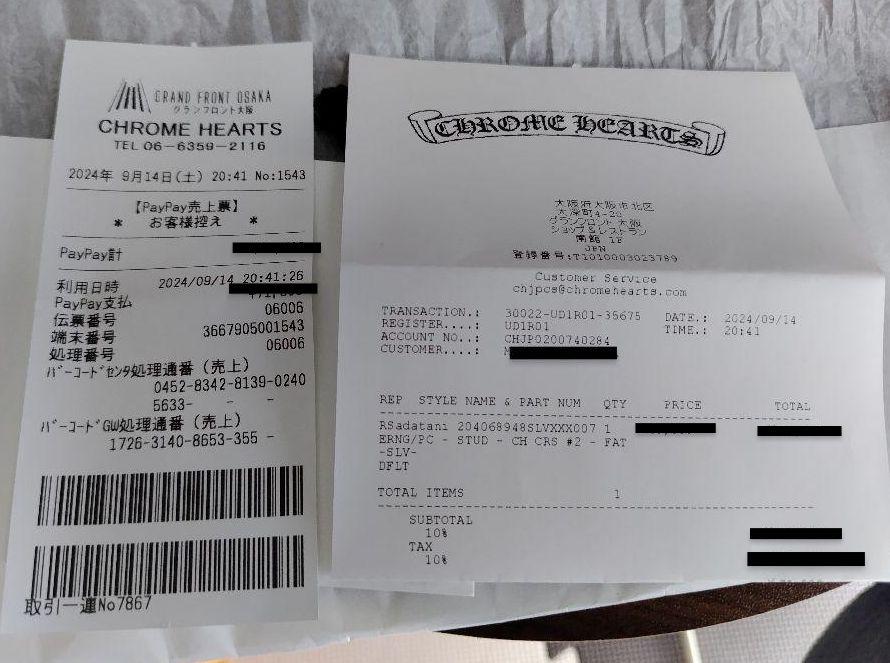 GRAND FRONT OSAKA
グランフロント大阪
CHROME HEARTS
TEL 06-6359-2116
2024年 9月14日(土) 20:41 No:1543
【PayPay売上票】
* お客様控え *
PayPay計
利用日時 2024/09/14 20:41:26
PayPay支払
伝票番号 06006
端末番号 3667905001543
処理番号 06006
バーコードセンタ処理通番(売上)
0452-8342-8139-0240
5633- - -
バーコードGW処理通番(売上)
1726-3140-8653-355 -
取引一連No7867
CHROME HEARTS
大阪府大阪市北区
大深町4-20
グランフロント大阪
ショップ&レストラン
南館 1F
JPN
登録番号:T1010003023789
Customer Service
chjpcs@chromehearts.com
TRANSACTION.: 30022-UD1R01-35675 DATE.: 2024/09/14
REGISTER....: UD1R01 TIME.: 20:41
ACCOUNT NO..: CHJP0200740284
CUSTOMER....:
REP STYLE NAME & PART NUM QTY PRICE TOTAL
RSadatani 204068948SLVXXX007 1
ERNG/PC - STUD - CH CRS #2 - FAT
-SLV-
DFLT
TOTAL ITEMS 1
SUBTOTAL
10%
TAX
10%